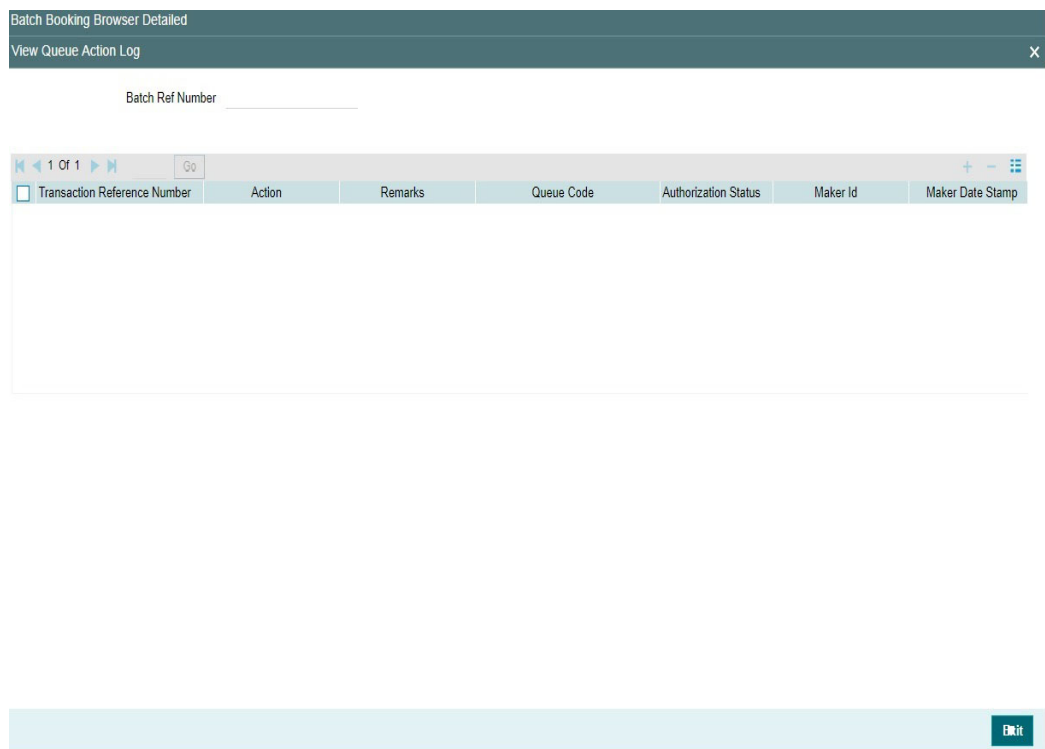 Batch Booking Browser Detailed
View Queue Action Log
Batch Ref Number
1 Of 1 Go
Transaction Reference Number Action Remarks Queue Code Authorization Status Maker Id Maker Date Stamp
Exit